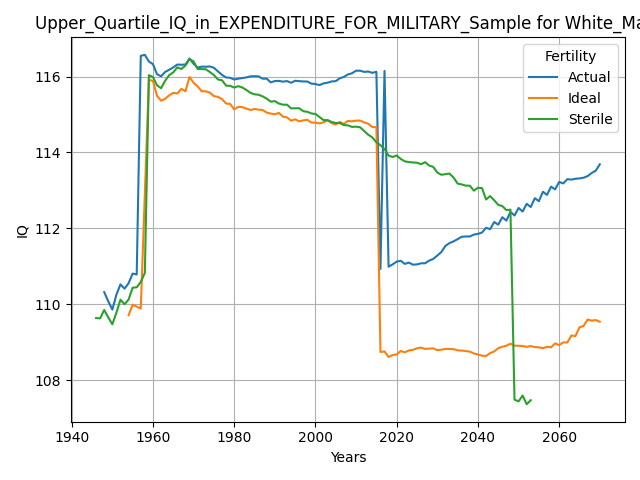 Upper_Quartile_IQ_in_EXPENDITURE_FOR_MILITARY_Sample for White_Ma
Fertility
Actual
Ideal
Sterile
116
114
112
110
108
IQ
1940
1960
1980
2000
2020
2040
2060
Years